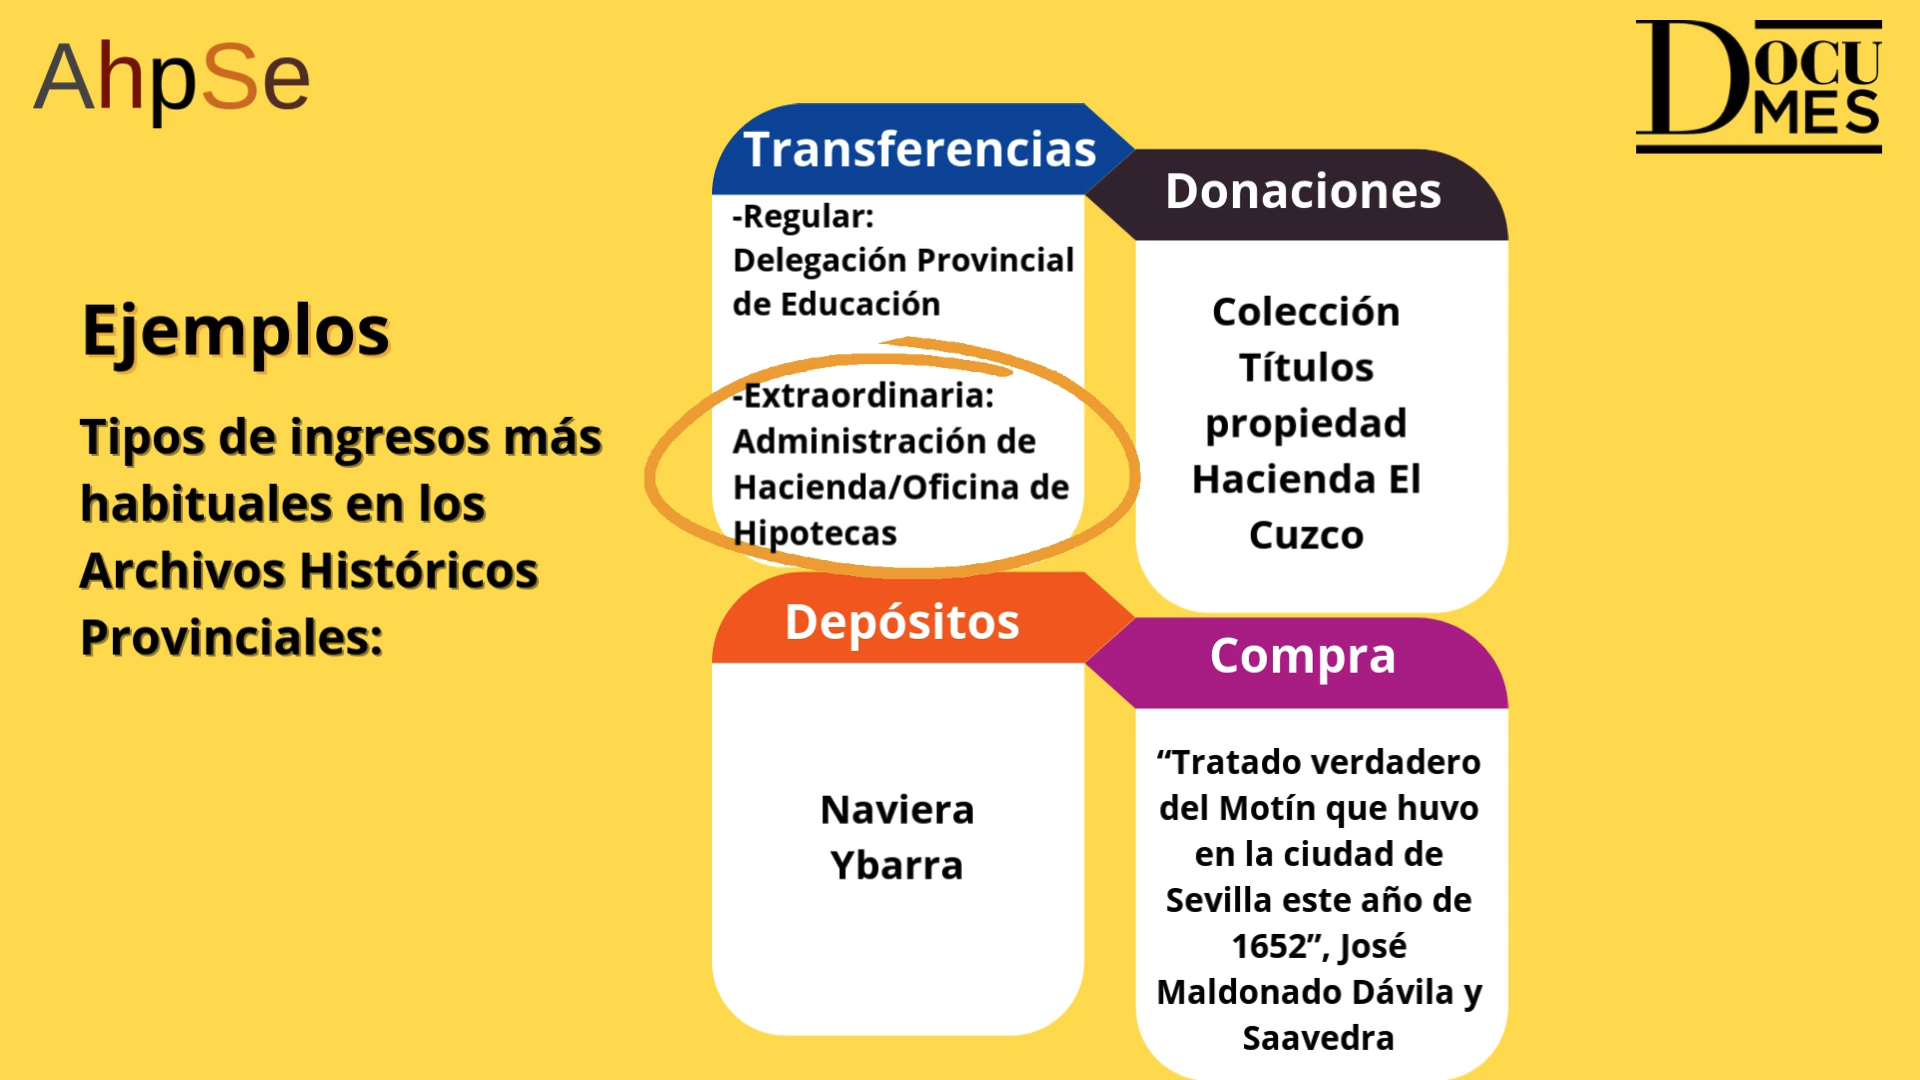 AhpSe
DOCU
MES
Ejemplos
Tipos de ingresos más
habituales en los
Archivos Históricos
Provinciales:
Transferencias
-Regular:
Delegación Provincial
de Educación
-Extraordinaria:
Administración de
Hacienda/Oficina de
Hipotecas
Donaciones
Colección
Títulos
propiedad
Hacienda El
Cuzco
Depósitos
Naviera
Ybarra
Compra
“Tratado verdadero
del Motín que huvo
en la ciudad de
Sevilla este año de
1652”, José
Maldonado Dávila y
Saavedra